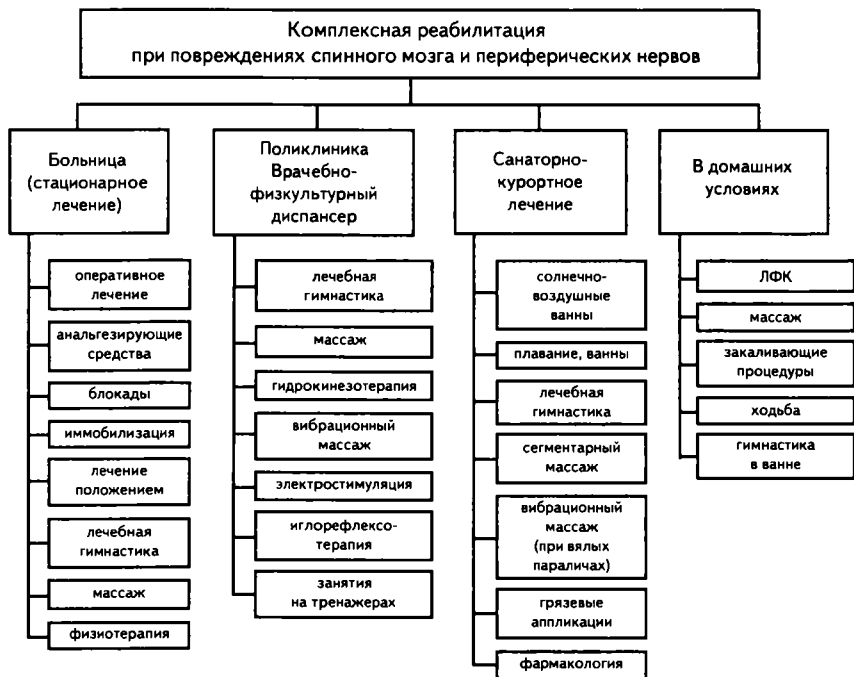 Комплексная реабилитация
при повреждениях спинного мозга и периферических нервов
Больница
(стационарное
лечение)
оперативное
лечение
анальгезирующие
средства
блокады
иммобилизация
лечение
положением
лечебная
гимнастика
массаж
физиотерапия
Поликлиника
Врачебно-
физкультурный
диспансер
лечебная
гимнастика
массаж
гидрокинезотерапия
вибрационный
массаж
электростимуляция
иглорефлексо-
терапия
занятия
на тренажерах
Санаторно-
курортное
лечение
солнечно-
воздушные
ванны
плавание, ванны
лечебная
гимнастика
сегментарный
массаж
вибрационный
массаж
(при вялых
параличах)
грязевые
аппликации
фармакология
В домашних
условиях
ЛФК
массаж
закаливающие
процедуры
ходьба
гимнастика
в ванне